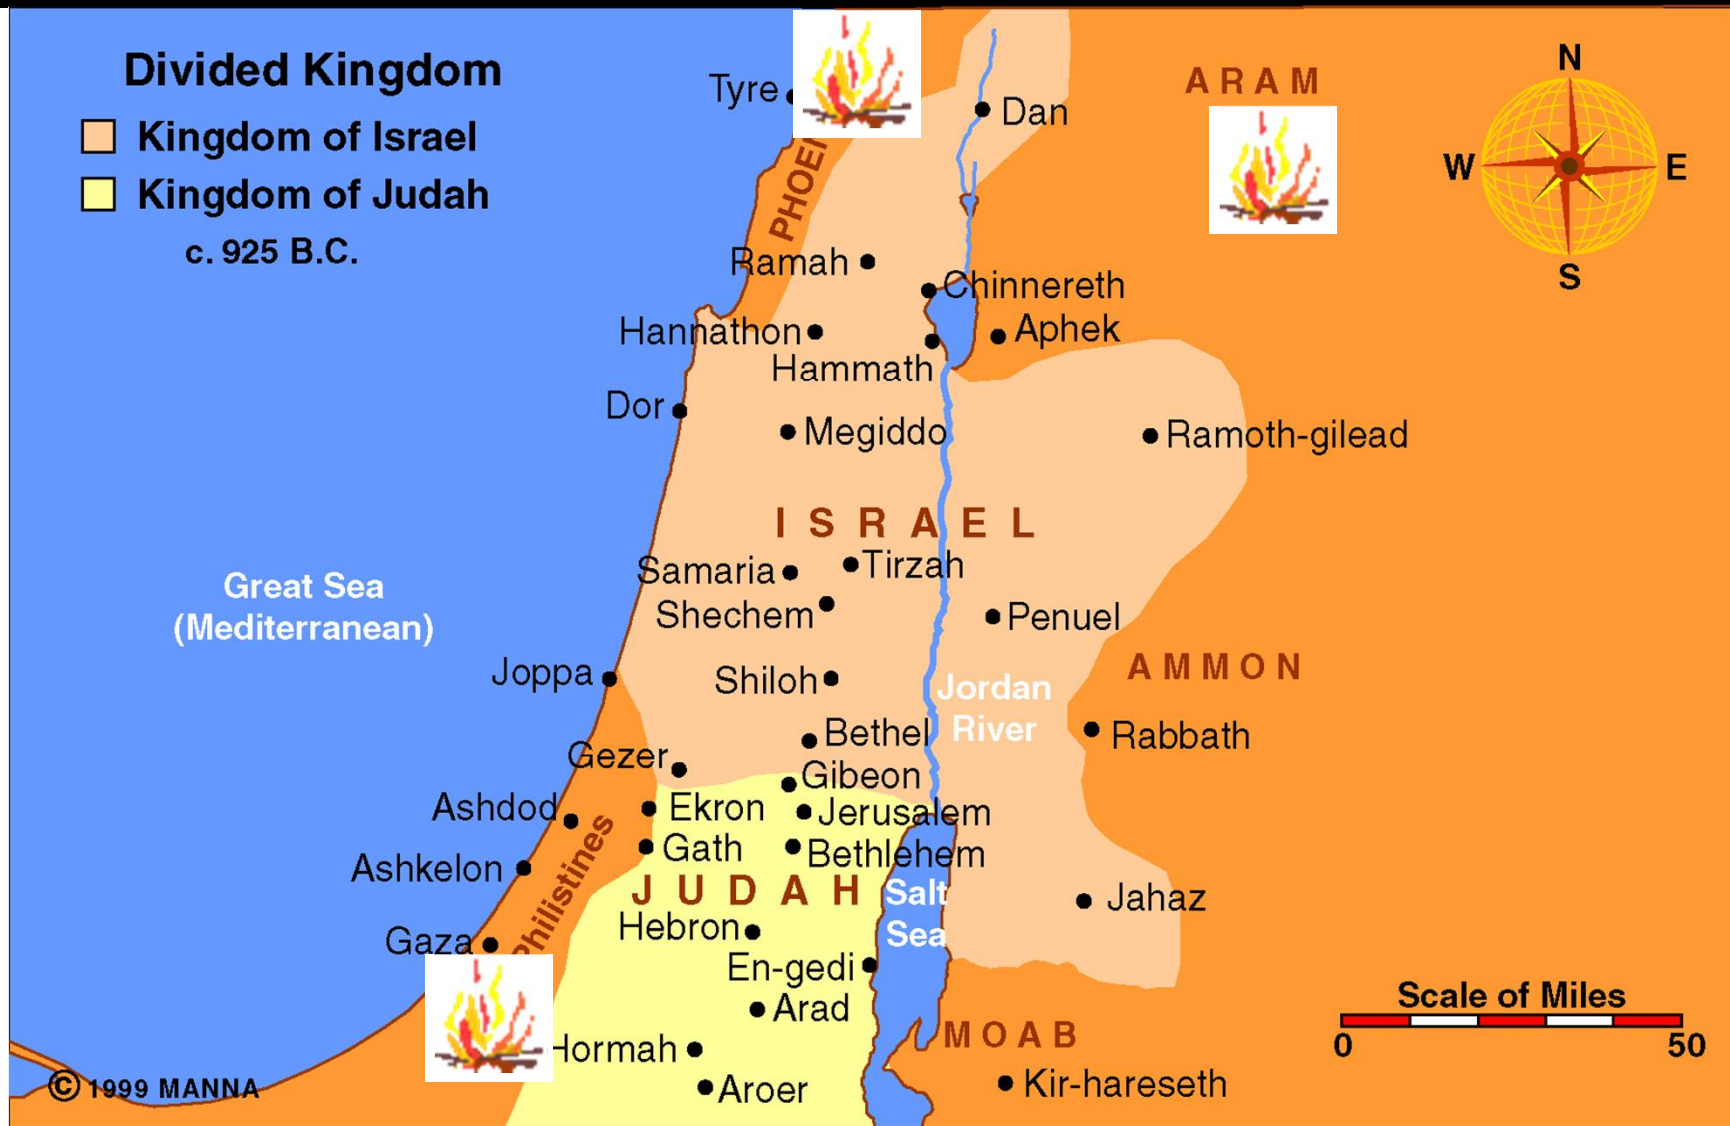 Divided Kingdom
Kingdom of Israel
Kingdom of Judah
c. 925 B.C.
Tyre
Dan
ARAM
N
W
E
S
Ramah
Chinnereth
Hannathon
Aphek
Hammath
Dor
Megiddo
Ramoth-gilead
ISRAEL
Samaria
Tirzah
Great Sea
(Mediterranean)
Shechem
Penuel
Joppa
Shiloh
AMMON
Jordan
River
Bethel
Rabbath
Gezer
Gibeon
Ashdod
Ekron
Jerusalem
Gath
Bethlehem
Ashkelon
Philistines
JUDAH
Salt
Sea
Jahaz
Hebron
Gaza
En-gedi
Arad
Scale of Miles
0
50
MOAB
Hormah
Aroer
Kir-hareseth
© 1999 MANNA